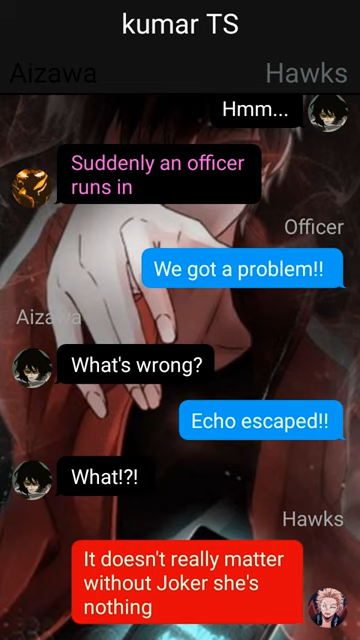 kumar TS
Aizawa
Hawks
Hmm...
Suddenly an officer
runs in
Officer
We got a problem!!
Aizawa
What's wrong?
Echo escaped!!
What!?!
Hawks
It doesn't really matter
without Joker she's
nothing